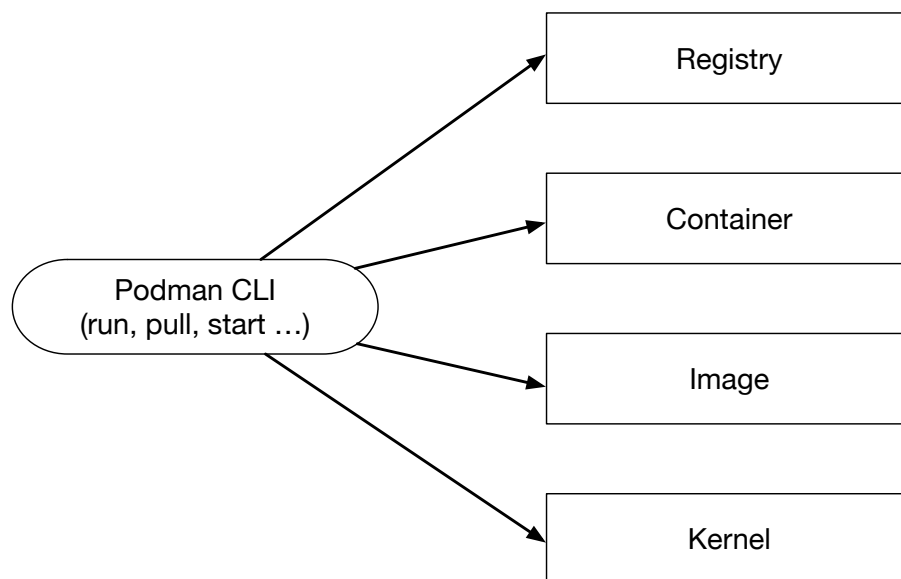 Registry
Container
Podman CLI
(run, pull, start …)
Image
Kernel